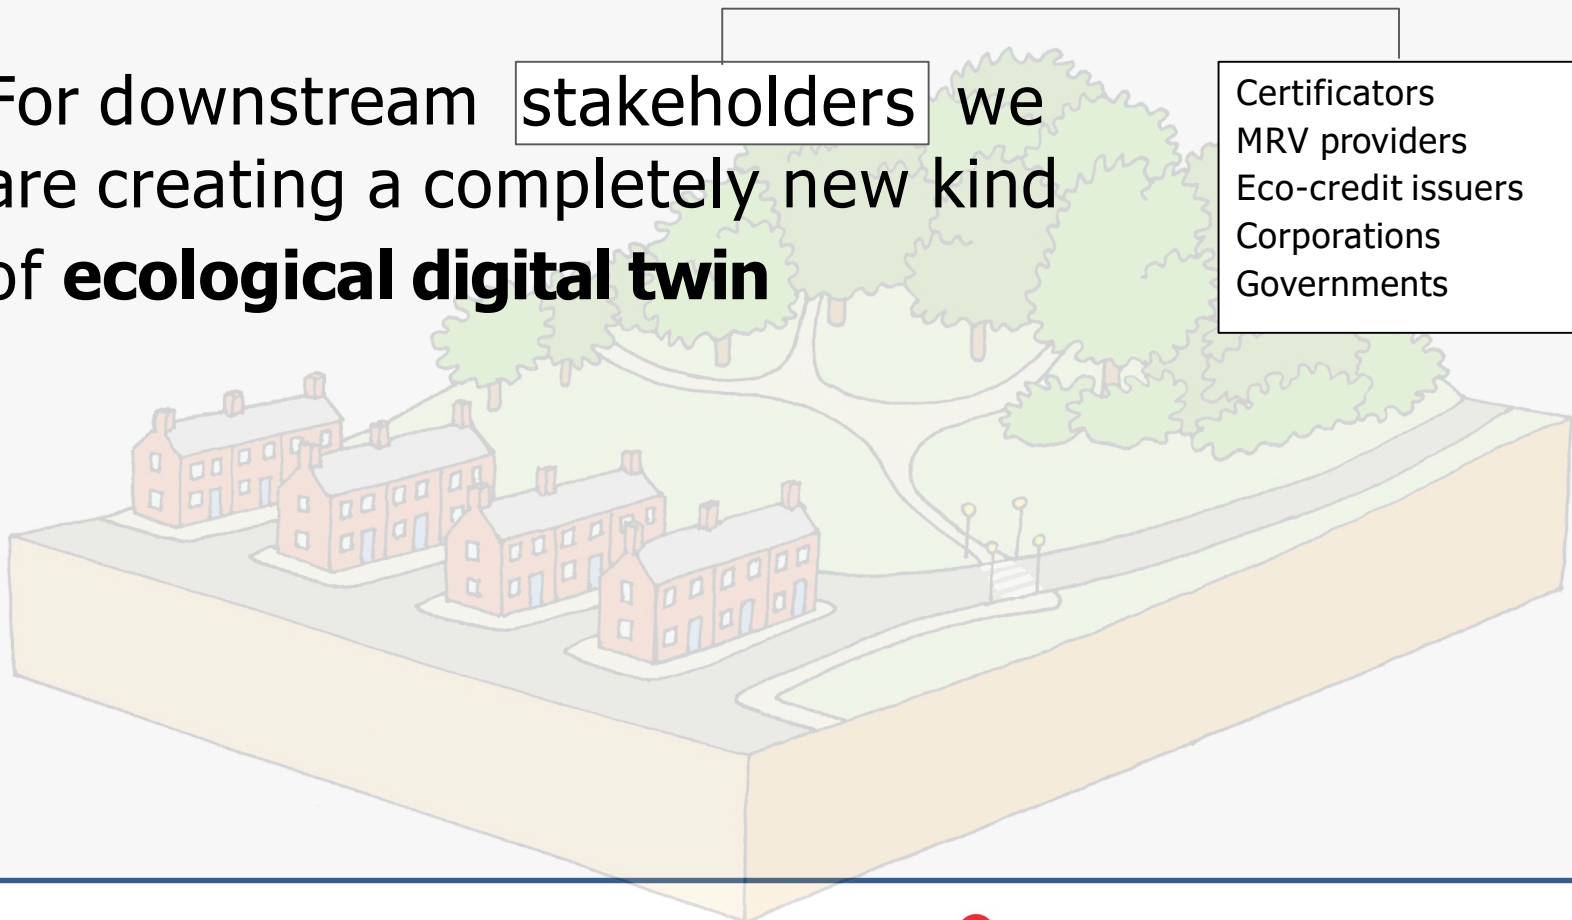 For downstream stakeholders we
are creating a completely new kind
of ecological digital twin
Certificators
MRV providers
Eco-credit issuers
Corporations
Governments